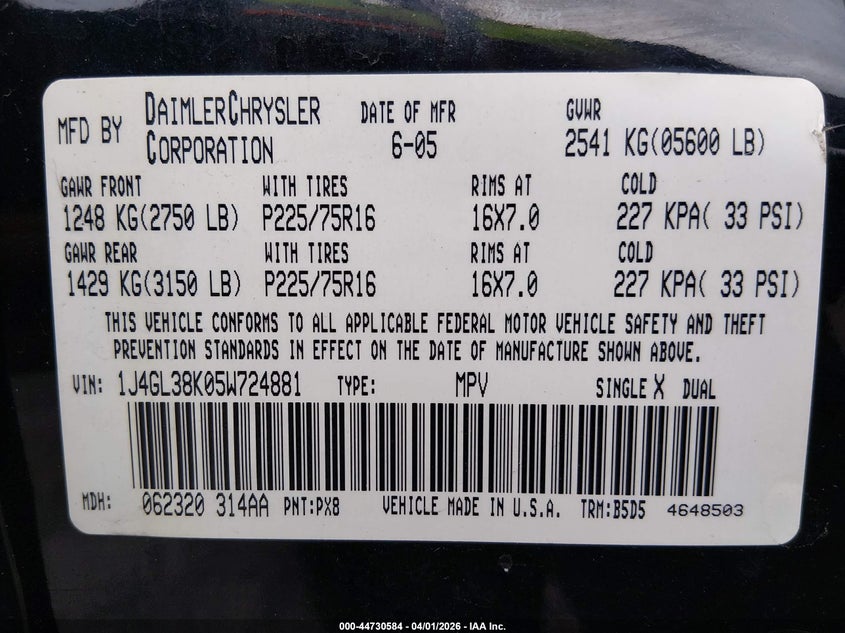 MFD BY DAIMLERCHRYSLER CORPORATION DATE OF MFR 6-05 GVWR 2541 KG(05600 LB)
GAWR FRONT WITH TIRES RIMS AT COLD
1248 KG(2750 LB) P225/75R16 16X7.0 227 KPA( 33 PSI)
GAWR REAR WITH TIRES RIMS AT COLD
1429 KG(3150 LB) P225/75R16 16X7.0 227 KPA( 33 PSI)
THIS VEHICLE CONFORMS TO ALL APPLICABLE FEDERAL MOTOR VEHICLE SAFETY AND THEFT
PREVENTION STANDARDS IN EFFECT ON THE DATE OF MANUFACTURE SHOWN ABOVE.
VIN: 1J4GL38K05W724881 TYPE: MPV SINGLE X DUAL
MDH: 062320 314AA PNT:PX8 VEHICLE MADE IN U.S.A. TRM:B5D5 4648503
000-44730584 - 04/01/2026 - IAA Inc.